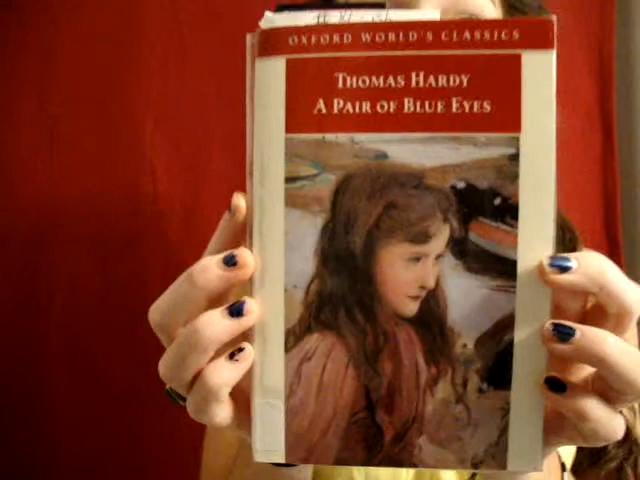 OXFORD WORLD'S CLASSICS
THOMAS HARDY
A PAIR OF BLUE EYES